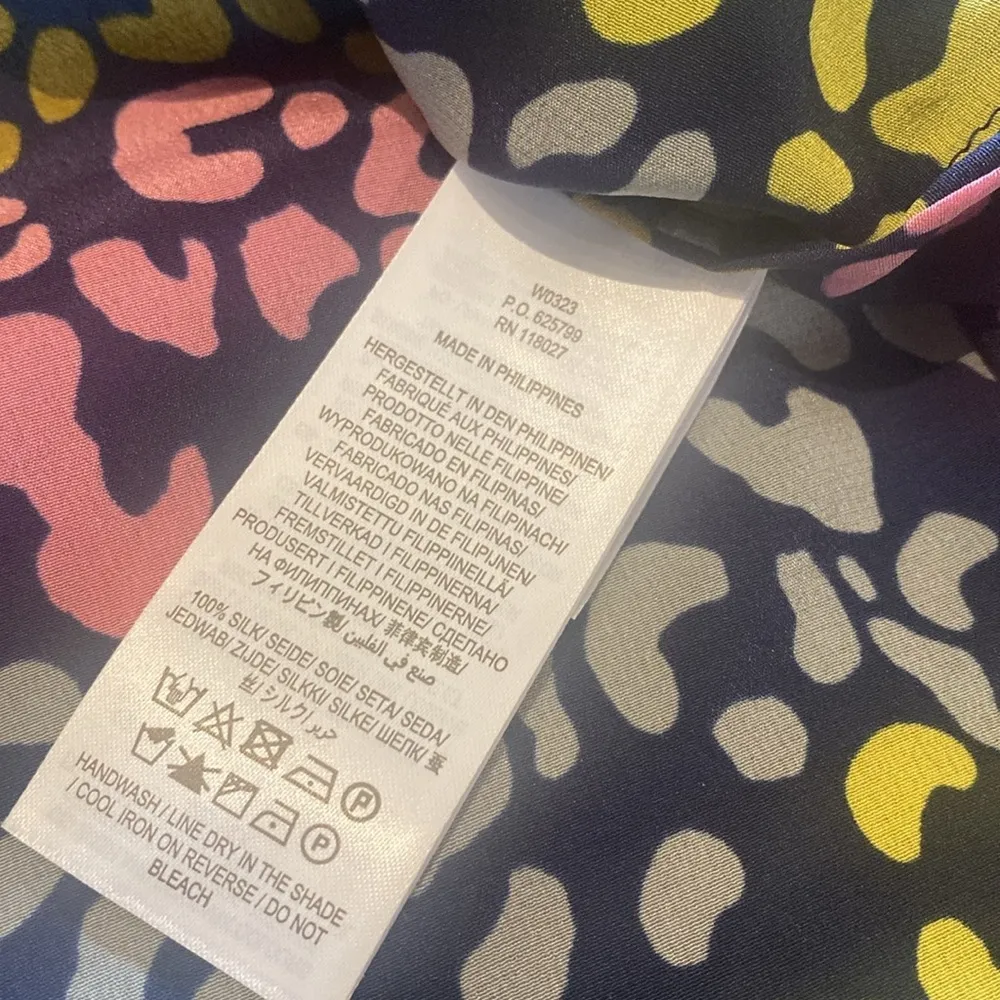 W0323
P.O. 625799
RN 118027
MADE IN PHILIPPINES
HERGESTELLT IN DEN PHILIPPINEN/
FABRIQUÉ AUX PHILIPPINES/
PRODOTTO NELLE FILIPPINE/
FABRICADO EN FILIPINAS/
WYPRODUKOWANO NA FILIPINACH/
FABRICADO NAS FILIPINAS/
VERVAARDIGD IN DE FILIPIJNEN/
VALMISTETTU FILIPPIINEILLÄ/
TILLVERKAD I FILIPPINERNA/
FREMSTILLET I FILIPPINERNE/
PRODUSERT I FILIPPINENE/ СДЕЛАНО
НА ФИЛИППИНАХ/ 菲律宾制造/
フィリピン製/ صنع في الفلبين
100% SILK/ SEIDE/ SOIE/ SETA/ SEDA/
JEDWAB/ ZIJDE/ SILKKI/ SILKE/ ШЕЛК/ 蚕
丝/ シルク/ حرير
P
P
HANDWASH / LINE DRY IN THE SHADE
/ COOL IRON ON REVERSE / DO NOT
BLEACH